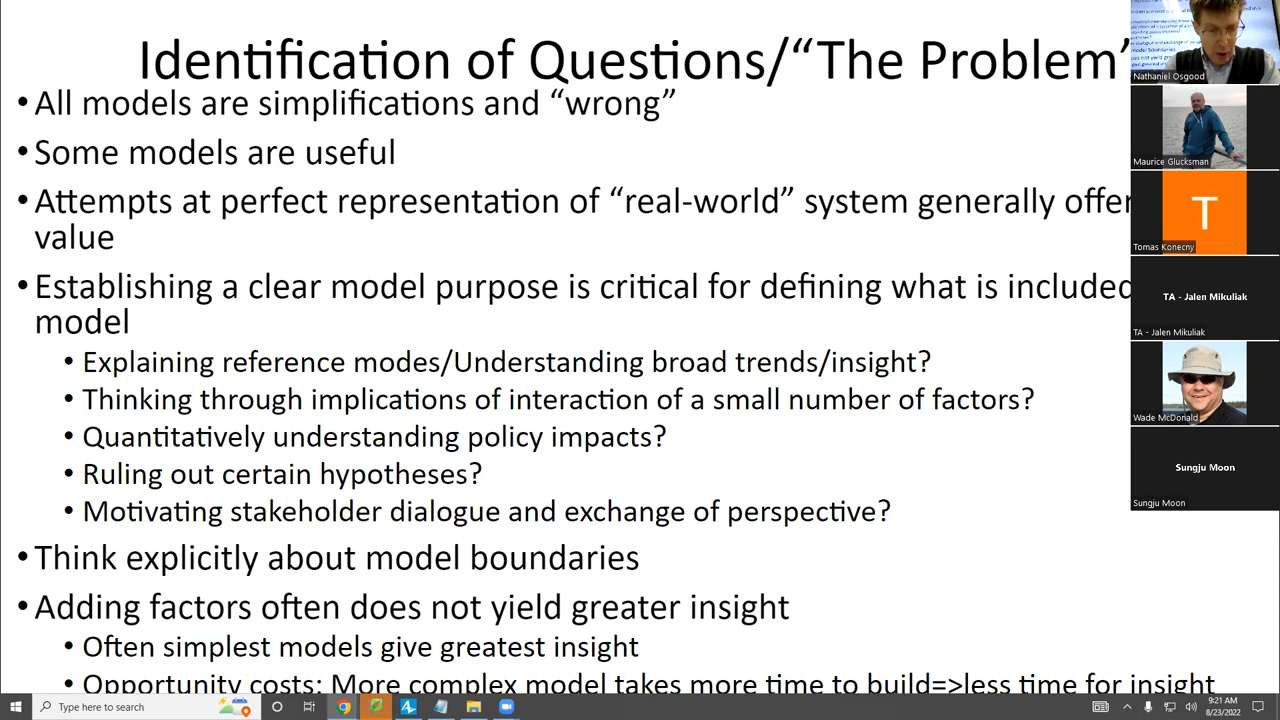 Identification of Questions/“The Problem”
• All models are simplifications and “wrong”
• Some models are useful
• Attempts at perfect representation of “real-world” system generally offer
value
• Establishing a clear model purpose is critical for defining what is included
model
• Explaining reference modes/Understanding broad trends/insight?
• Thinking through implications of interaction of a small number of factors?
• Quantitatively understanding policy impacts?
• Ruling out certain hypotheses?
• Motivating stakeholder dialogue and exchange of perspective?
• Think explicitly about model boundaries
• Adding factors often does not yield greater insight
• Often simplest models give greatest insight
• Opportunity costs: More complex model takes more time to build=>less time for insight
Nathaniel Osgood
Maurice Glucksman
T
Tomas Konecny
TA - Jalen Mikuliak
TA - Jalen Mikuliak
Wade McDonald
Sungju Moon
Sungju Moon
Type here to search
9:21 AM
8/23/2022